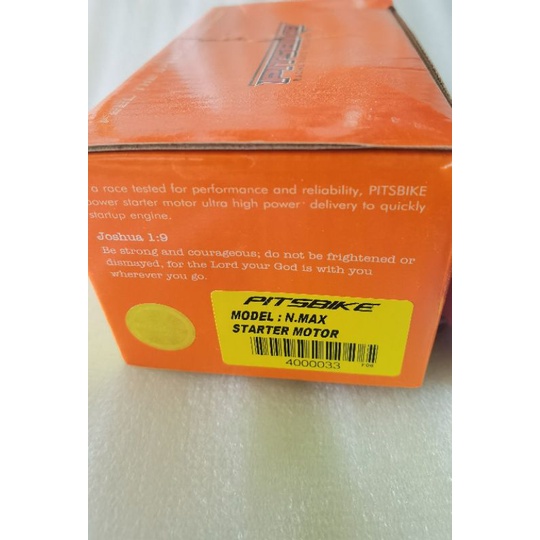 PITSBIKE
a race tested for performance and reliability, PITSBIKE
power starter motor ultra high power delivery to quickly
startup engine.
Joshua 1:9
Be strong and courageous; do not be frightened or
dismayed, for the Lord your God is with you
wherever you go.
PITSBIKE
MODEL : N.MAX
STARTER MOTOR
4000033